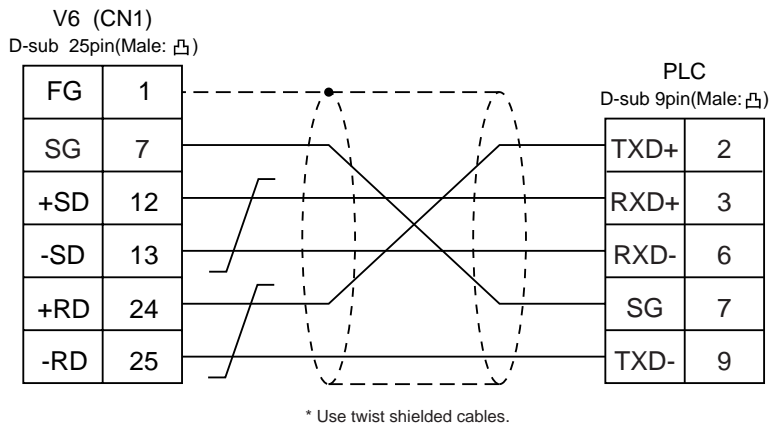 V6 (CN1)
D-sub 25pin(Male: 凸)
FG 1
SG 7
+SD 12
-SD 13
+RD 24
-RD 25
PLC
D-sub 9pin(Male:凸)
TXD+ 2
RXD+ 3
RXD- 6
SG 7
TXD- 9
* Use twist shielded cables.